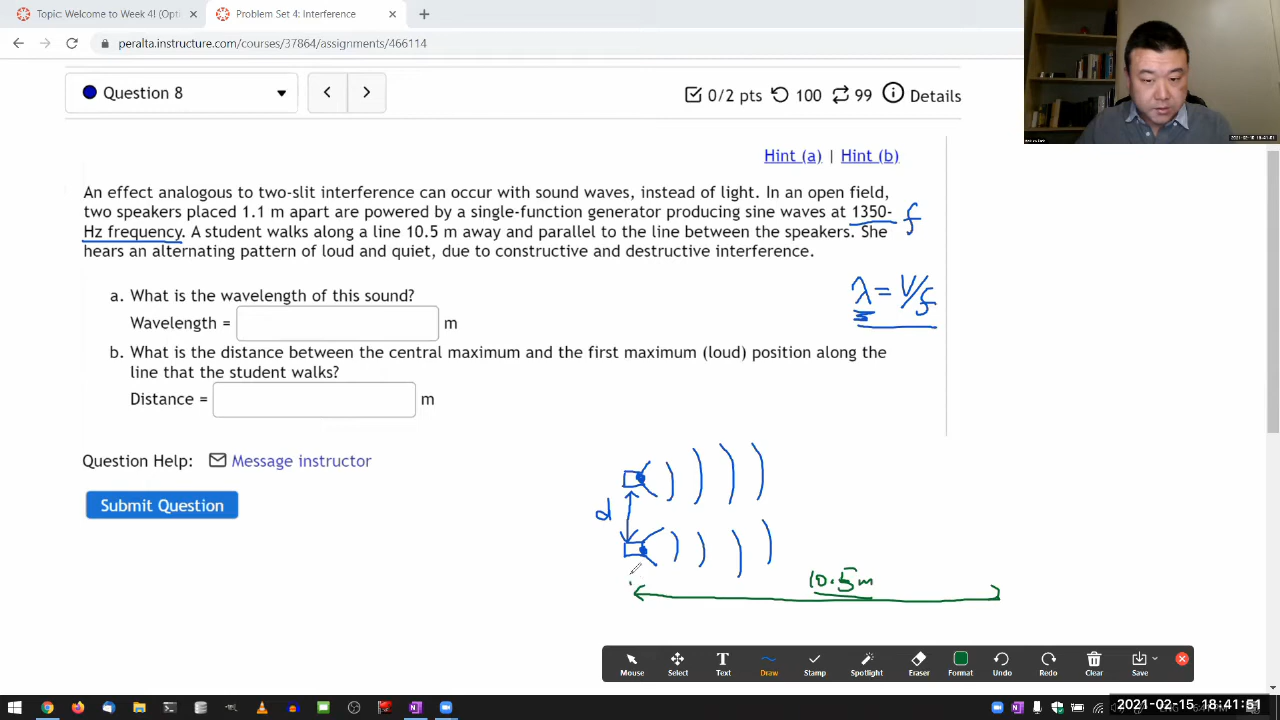 Topic: Welcome to Week 4! (Opti
Problem Set 4: Interference
peralta.instructure.com/courses/37864/assignments/466114
Question 8
0/2 pts 100 99 Details
Hint (a) | Hint (b)
An effect analogous to two-slit interference can occur with sound waves, instead of light. In an open field,
two speakers placed 1.1 m apart are powered by a single-function generator producing sine waves at 1350-
Hz frequency. A student walks along a line 10.5 m away and parallel to the line between the speakers. She
hears an alternating pattern of loud and quiet, due to constructive and destructive interference.
f
λ = v/f
a. What is the wavelength of this sound?
Wavelength = m
b. What is the distance between the central maximum and the first maximum (loud) position along the
line that the student walks?
Distance = m
Question Help: Message instructor
Submit Question
d
10.5m
Mouse Select Text Draw Stamp Spotlight Eraser Format Undo Redo Clear Save
2021-02-15 18:41:51